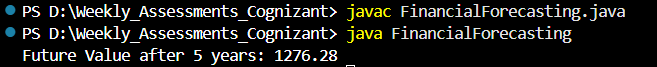 PS D:\Weekly_Assessments_Cognizant> javac FinancialForecasting.java
PS D:\Weekly_Assessments_Cognizant> java FinancialForecasting
Future Value after 5 years: 1276.28